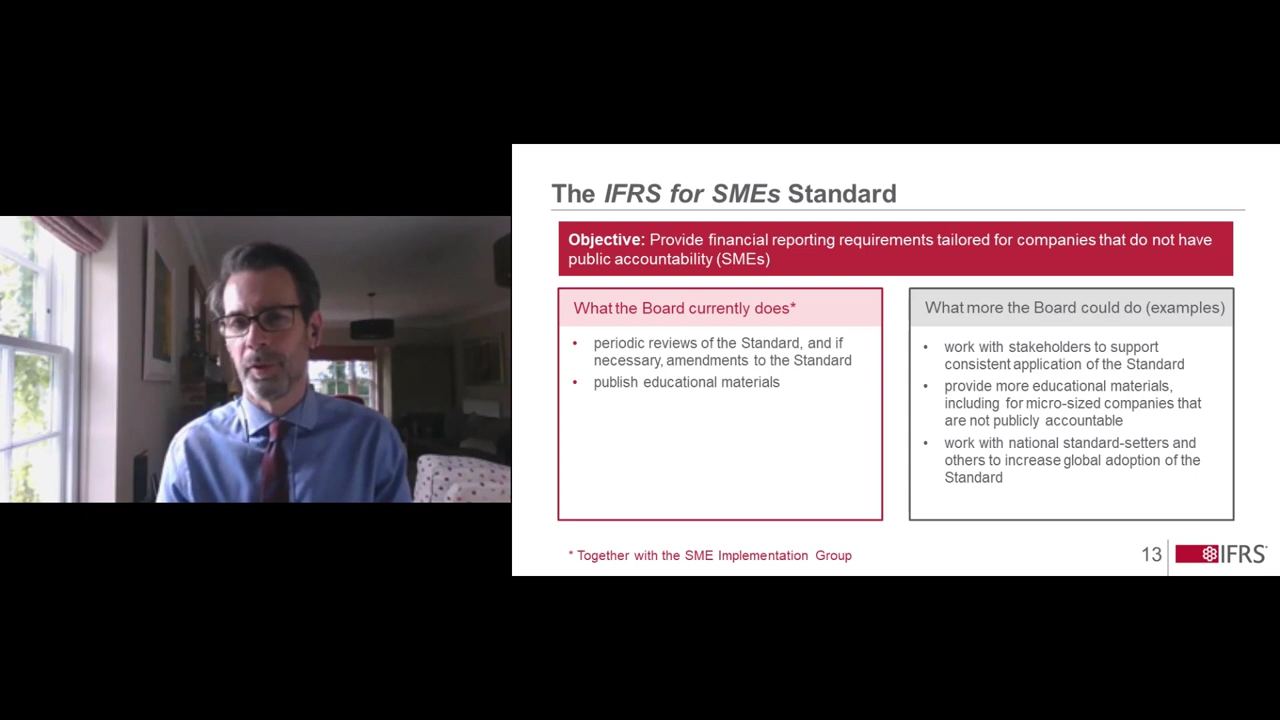 The IFRS for SMEs Standard
Objective: Provide financial reporting requirements tailored for companies that do not have
public accountability (SMEs)
What the Board currently does*
• periodic reviews of the Standard, and if
necessary, amendments to the Standard
• publish educational materials
What more the Board could do (examples)
• work with stakeholders to support
consistent application of the Standard
• provide more educational materials,
including for micro-sized companies that
are not publicly accountable
• work with national standard-setters and
others to increase global adoption of the
Standard
* Together with the SME Implementation Group
13
IFRS